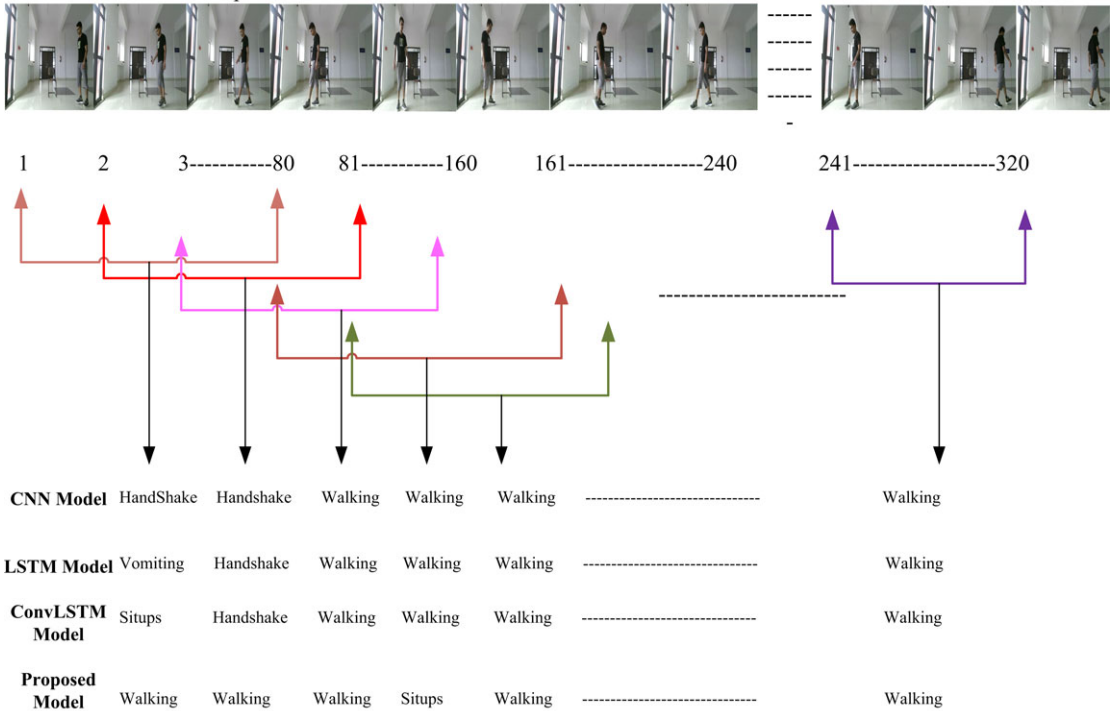 1 2 3-----------80 81-----------160 161------------------240 241---------------320
CNN Model HandShake Handshake Walking Walking Walking ---------------------------- Walking
LSTM Model Vomiting Handshake Walking Walking Walking ---------------------------- Walking
ConvLSTM
Model Situps Handshake Walking Walking Walking ---------------------------- Walking
Proposed
Model Walking Walking Walking Situps Walking ---------------------------- Walking